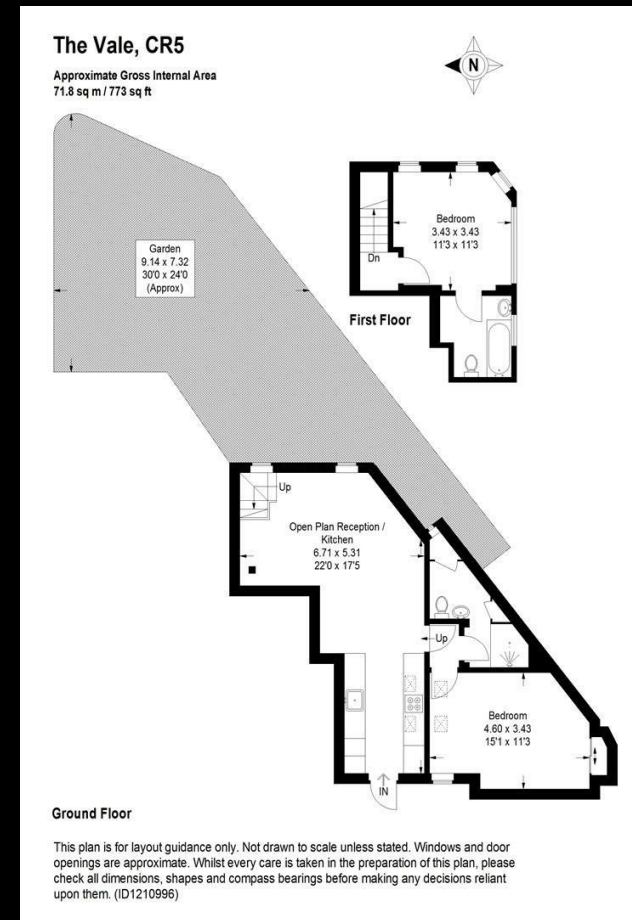 The Vale, CR5
Approximate Gross Internal Area
71.8 sq m / 773 sq ft
N
Garden
9.14 x 7.32
30'0 x 24'0
(Approx)
Bedroom
3.43 x 3.43
11'3 x 11'3
Dn
First Floor
Up
Open Plan Reception /
Kitchen
6.71 x 5.31
22'0 x 17'5
Up
Bedroom
4.60 x 3.43
15'1 x 11'3
IN
Ground Floor
This plan is for layout guidance only. Not drawn to scale unless stated. Windows and door
openings are approximate. Whilst every care is taken in the preparation of this plan, please
check all dimensions, shapes and compass bearings before making any decisions reliant
upon them. (ID1210996)